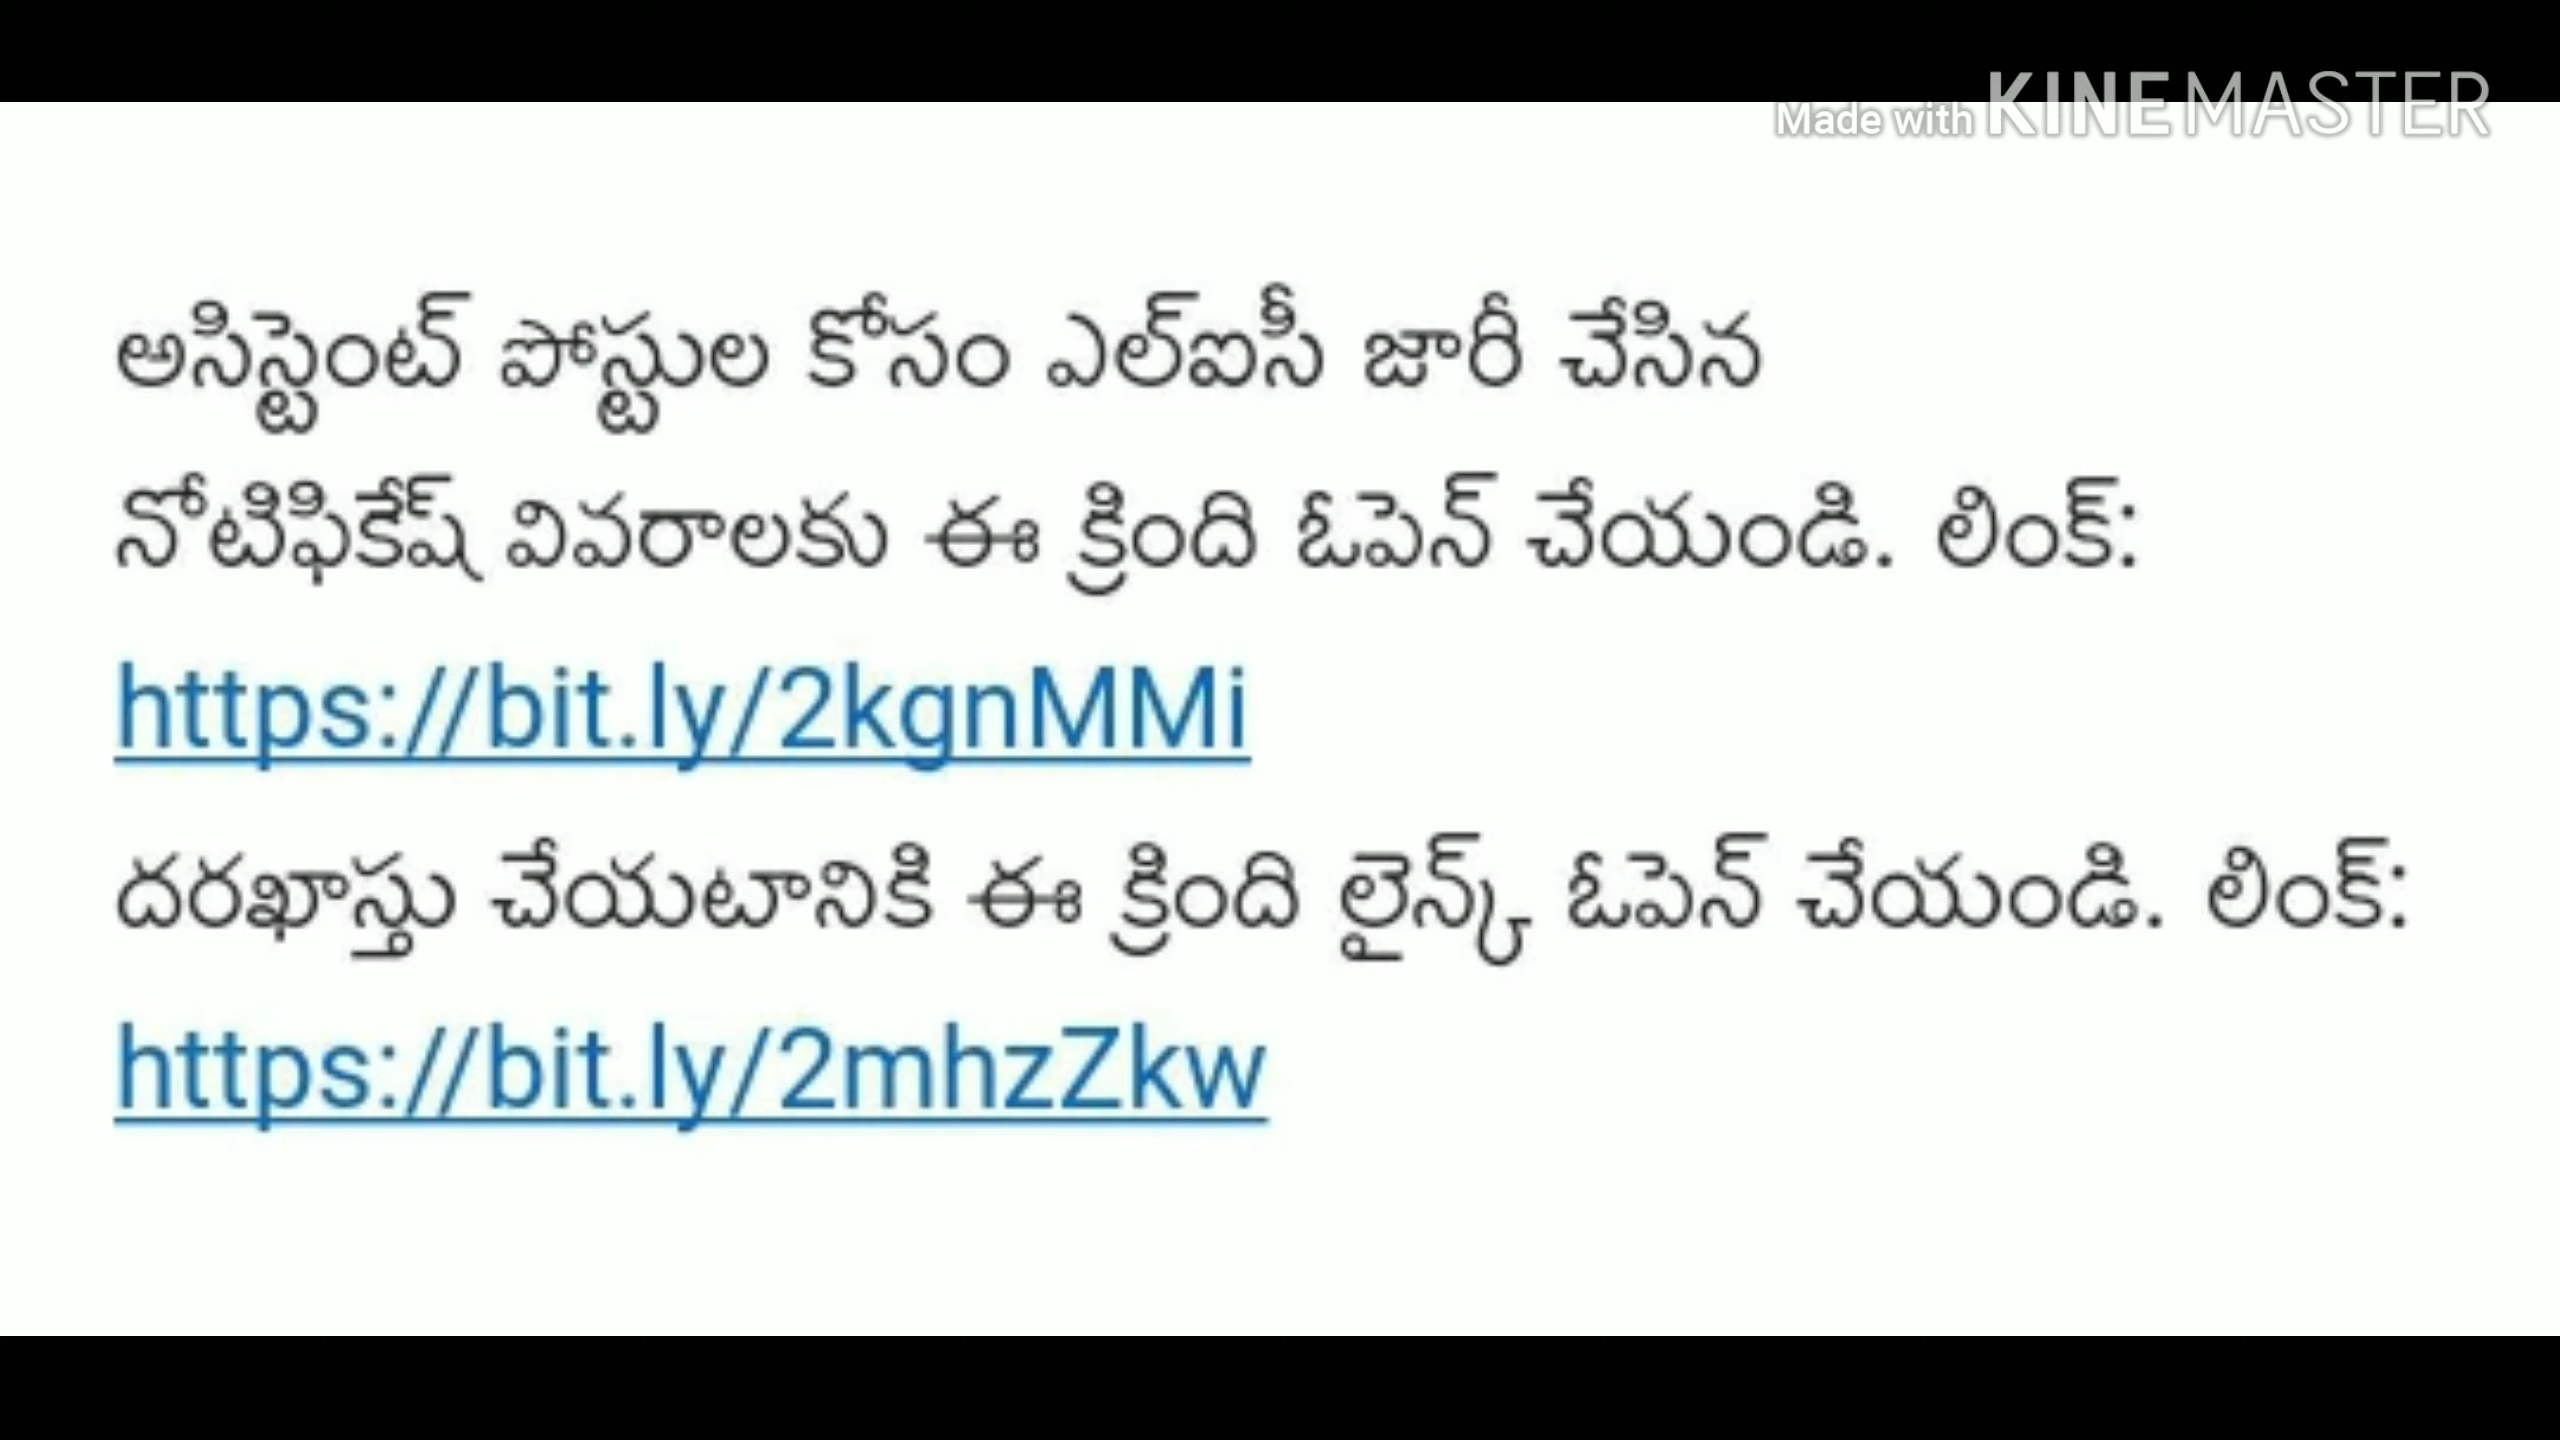 Made with KINEMASTER
అసిస్టెంట్ పోస్టుల కోసం ఎల్ఐసీ జారీ చేసిన
నోటిఫికేష్ వివరాలకు ఈ క్రింది ఓపెన్ చేయండి. లింక్:
https://bit.ly/2kgnMMi
దరఖాస్తు చేయటానికి ఈ క్రింది లైన్క్ ఓపెన్ చేయండి. లింక్:
https://bit.ly/2mhzZkw